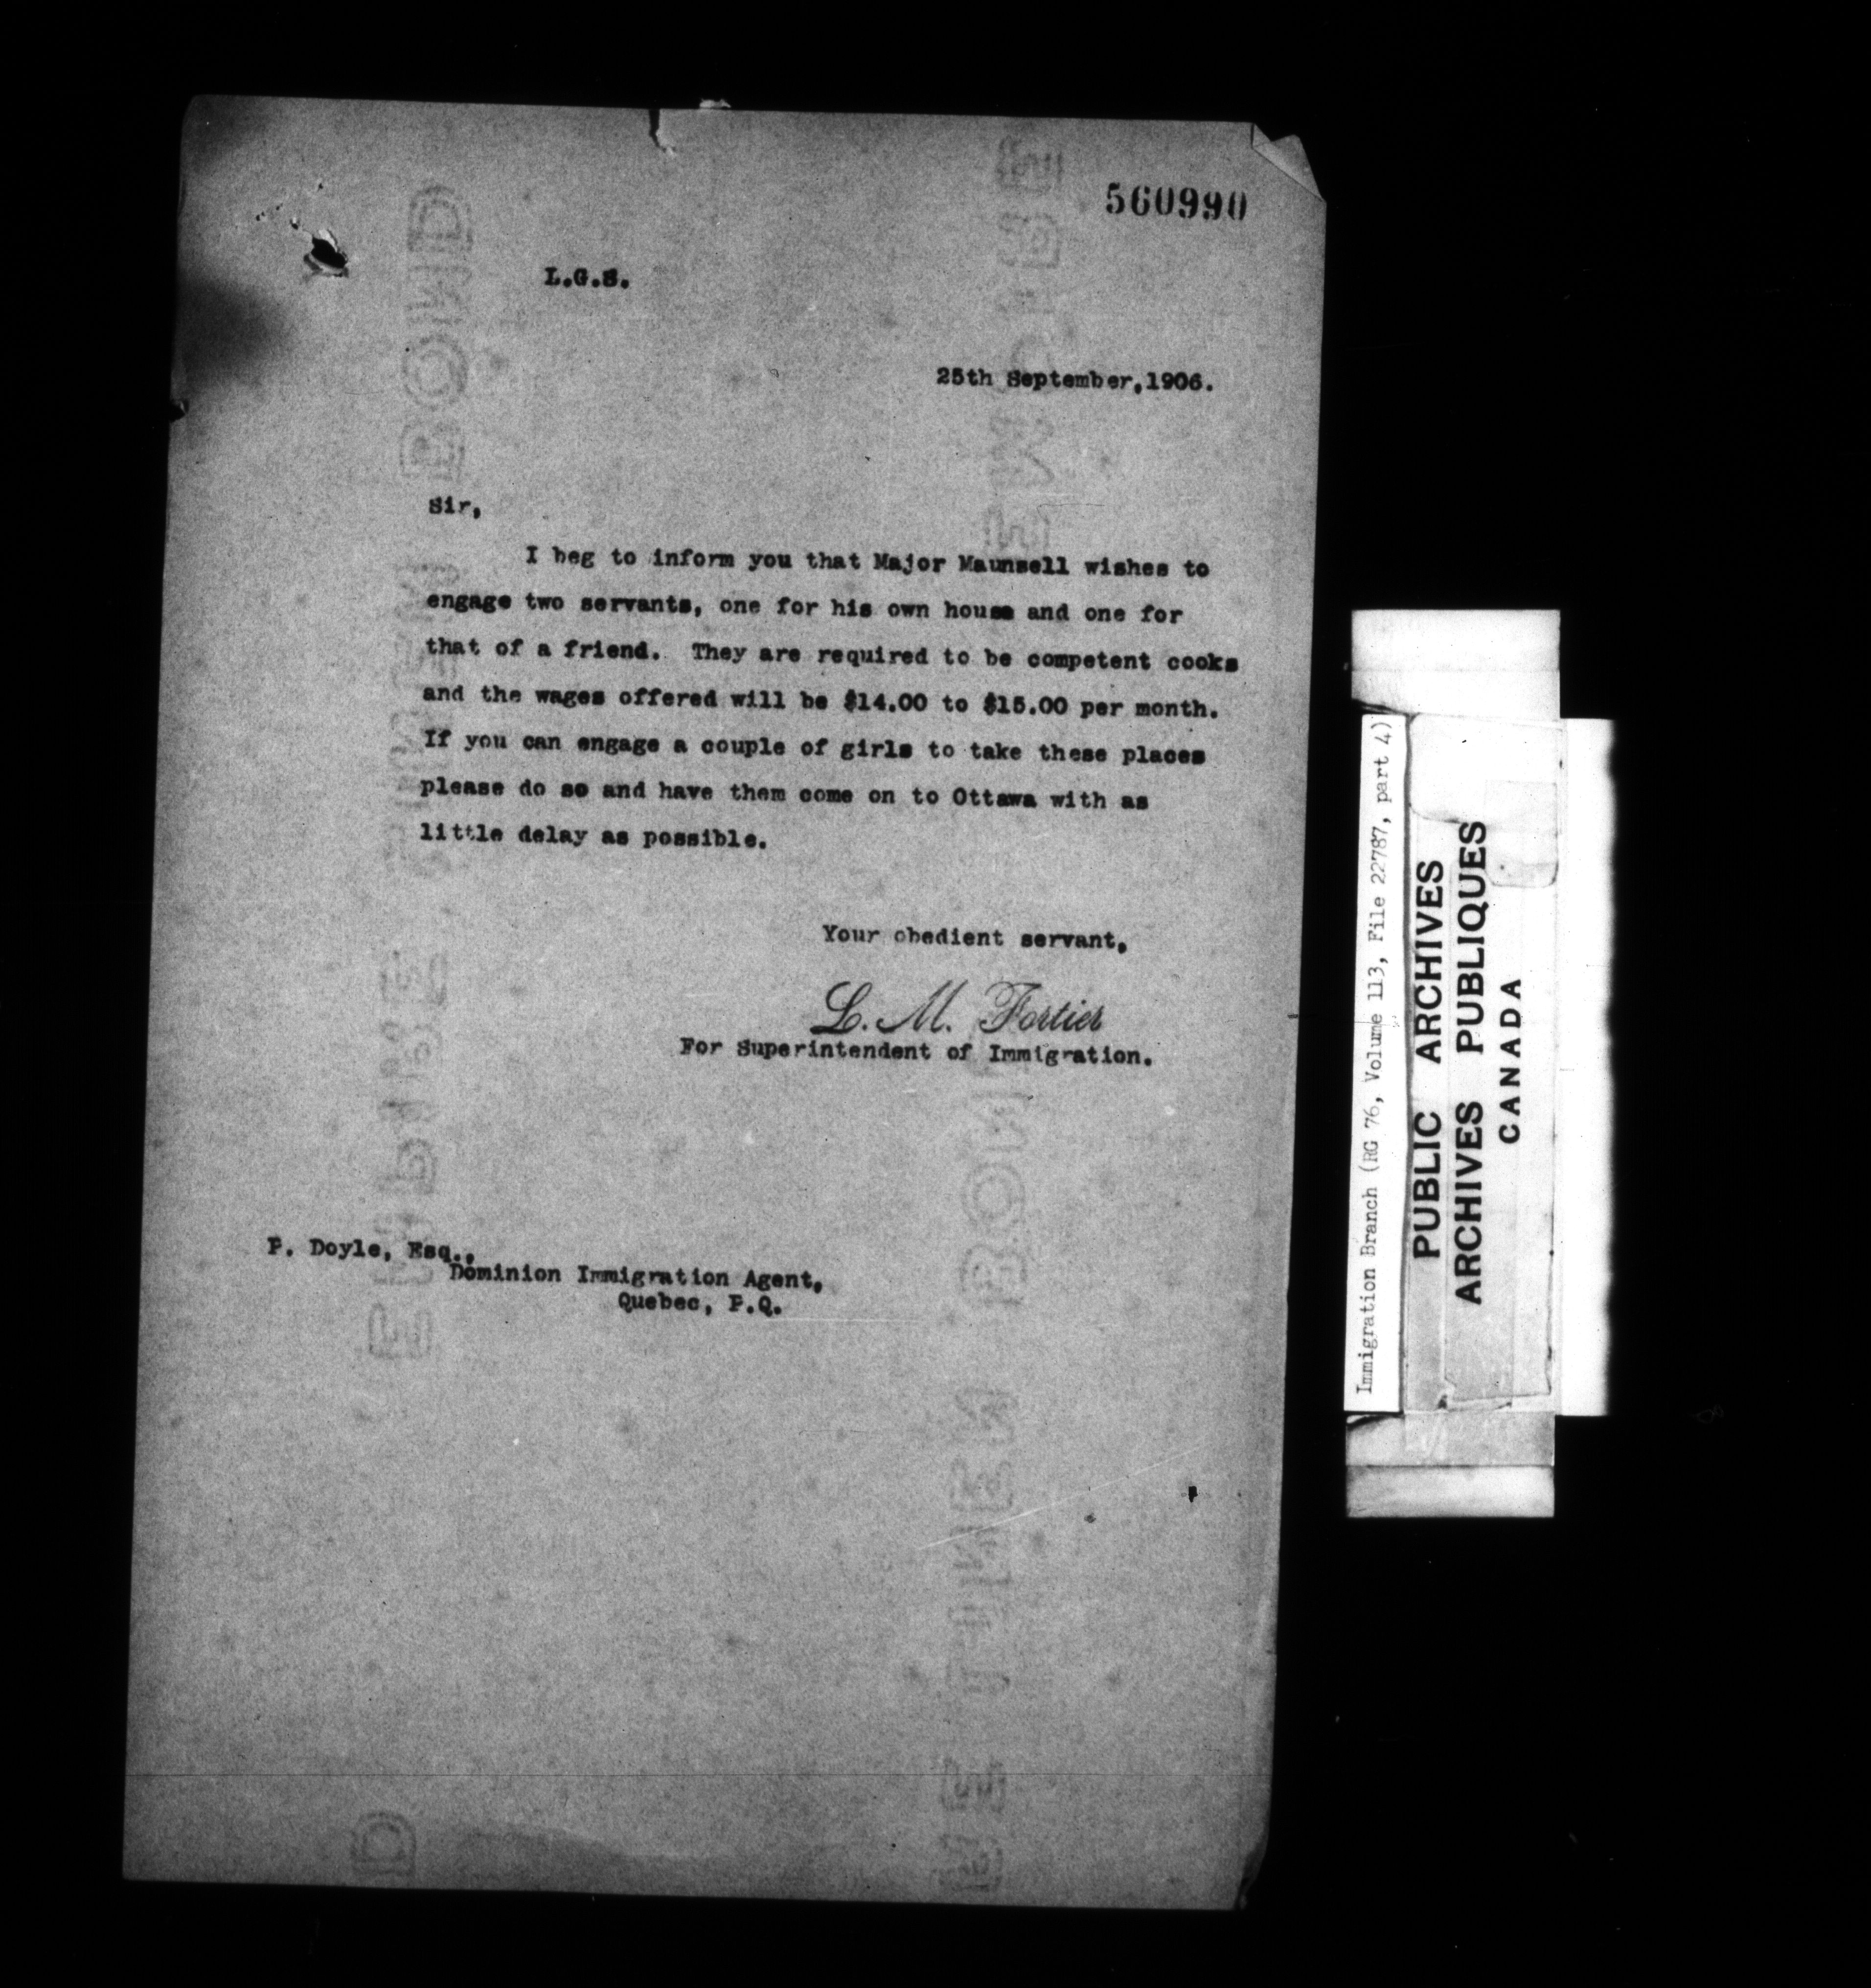 560990
L.G.S.
25th September,1906.
Sir,
I beg to inform you that Major Maunsell wishes to
engage two servants, one for his own house and one for
that of a friend. They are required to be competent cooks
and the wages offered will be $14.00 to $15.00 per month.
If you can engage a couple of girls to take these places
please do so and have them come on to Ottawa with as
little delay as possible.
Your obedient servant,
L. M. Fortier
For Superintendent of Immigration.
P. Doyle, Esq.,
Dominion Immigration Agent,
Quebec, P.Q.
Immigration Branch (RG 76, Volume 113, File 22787, part 4)
PUBLIC ARCHIVES
ARCHIVES PUBLIQUES
CANADA